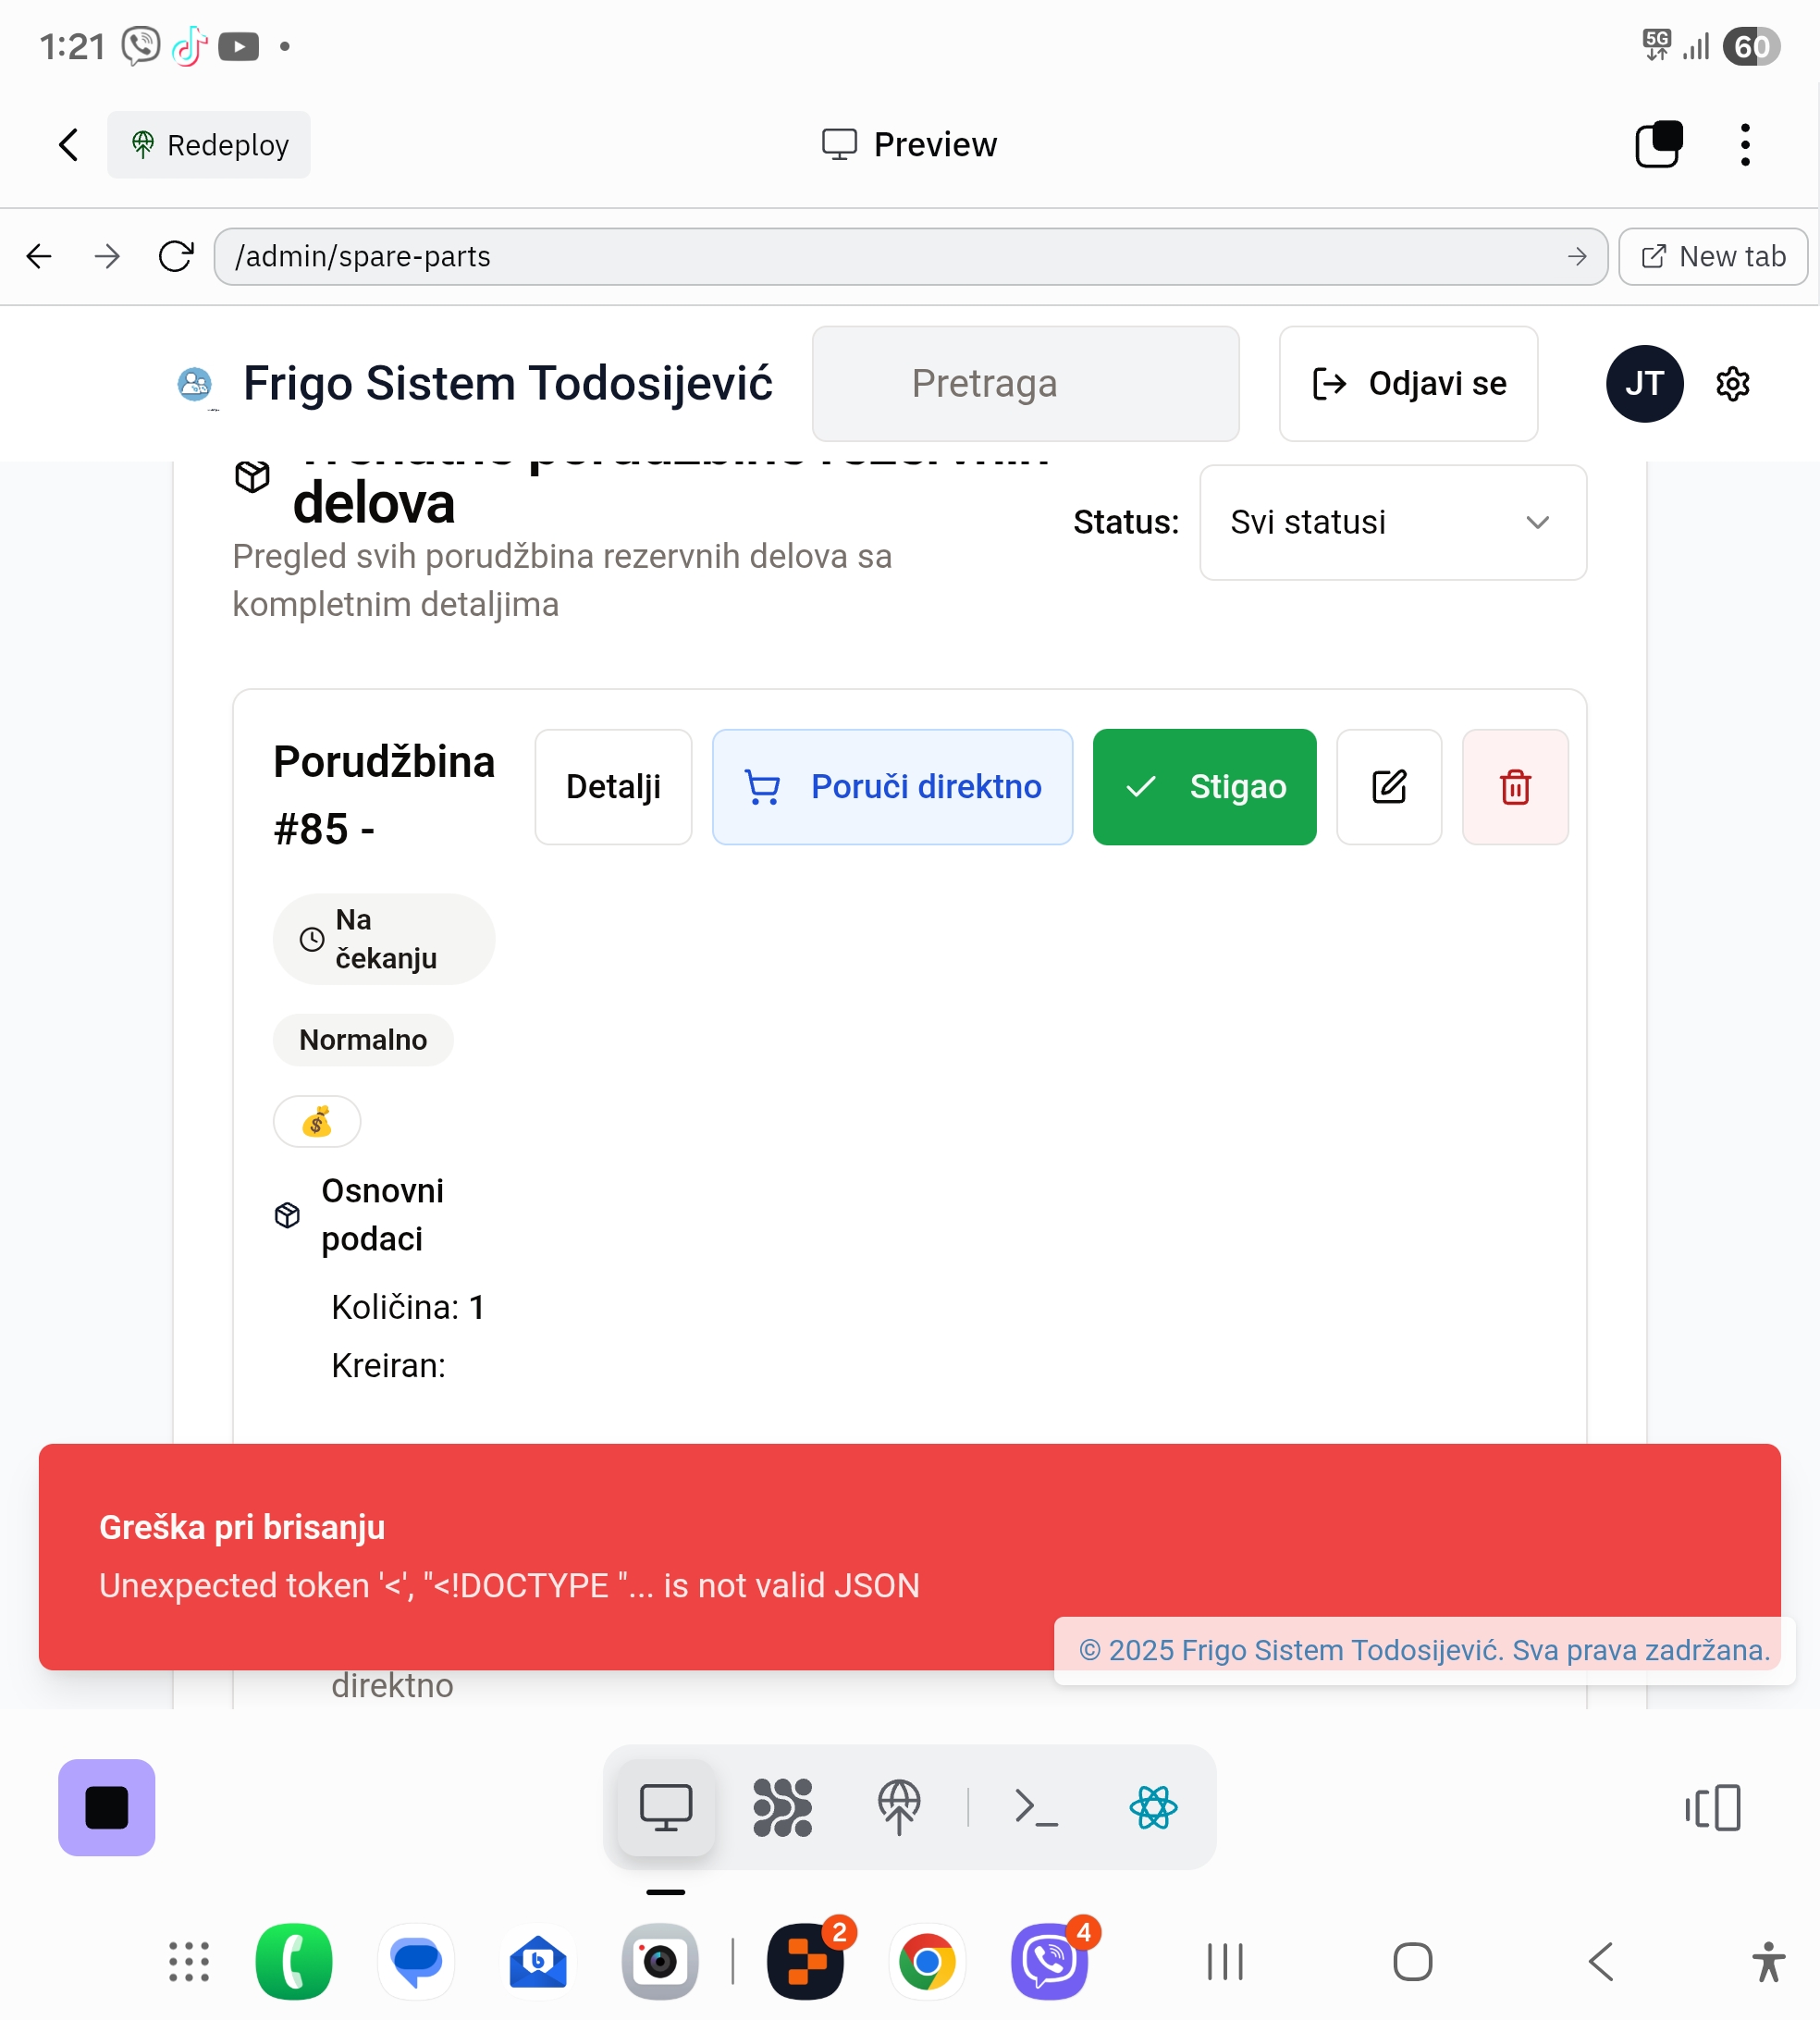 1:21
5G
60
Redeploy
Preview
/admin/spare-parts
New tab
Frigo Sistem Todosijević
Pretraga
Odjavi se
JT
delova
Status:
Svi statusi
Pregled svih porudžbina rezervnih delova sa
kompletnim detaljima
Porudžbina
#85 -
Detalji
Poruči direktno
Stigao
Na
čekanju
Normalno
Osnovni
podaci
Količina: 1
Kreiran:
Greška pri brisanju
Unexpected token '<', "<!DOCTYPE "... is not valid JSON
© 2025 Frigo Sistem Todosijević. Sva prava zadržana.
direktno
2
4